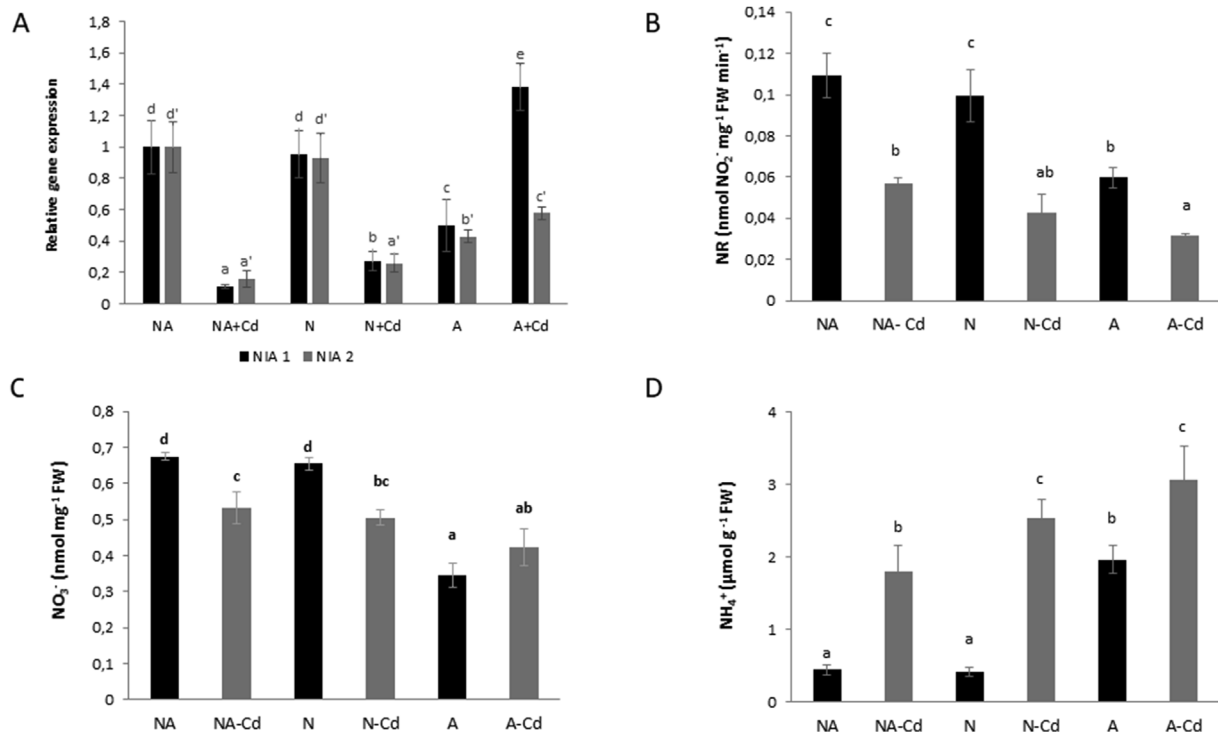 A
Relative gene expression
1,8
1,6
1,4
1,2
1
0,8
0,6
0,4
0,2
0
d d'
a a'
d d'
b a'
c b'
e c'
NA NA+Cd N N+Cd A A+Cd
NIA 1 NIA 2
B
NR (nmol NO₂⁻ mg⁻¹ FW min⁻¹)
0,14
0,12
0,1
0,08
0,06
0,04
0,02
0
c b c ab b a
NA NA- Cd N N-Cd A A-Cd
C
NO₃⁻ (nmol mg⁻¹ FW)
0,8
0,7
0,6
0,5
0,4
0,3
0,2
0,1
0
d c d bc a ab
NA NA-Cd N N-Cd A A-Cd
D
NH₄⁺ (µmol g⁻¹ FW)
4
3
2
1
0
a b a c b c
NA NA-Cd N N-Cd A A-Cd